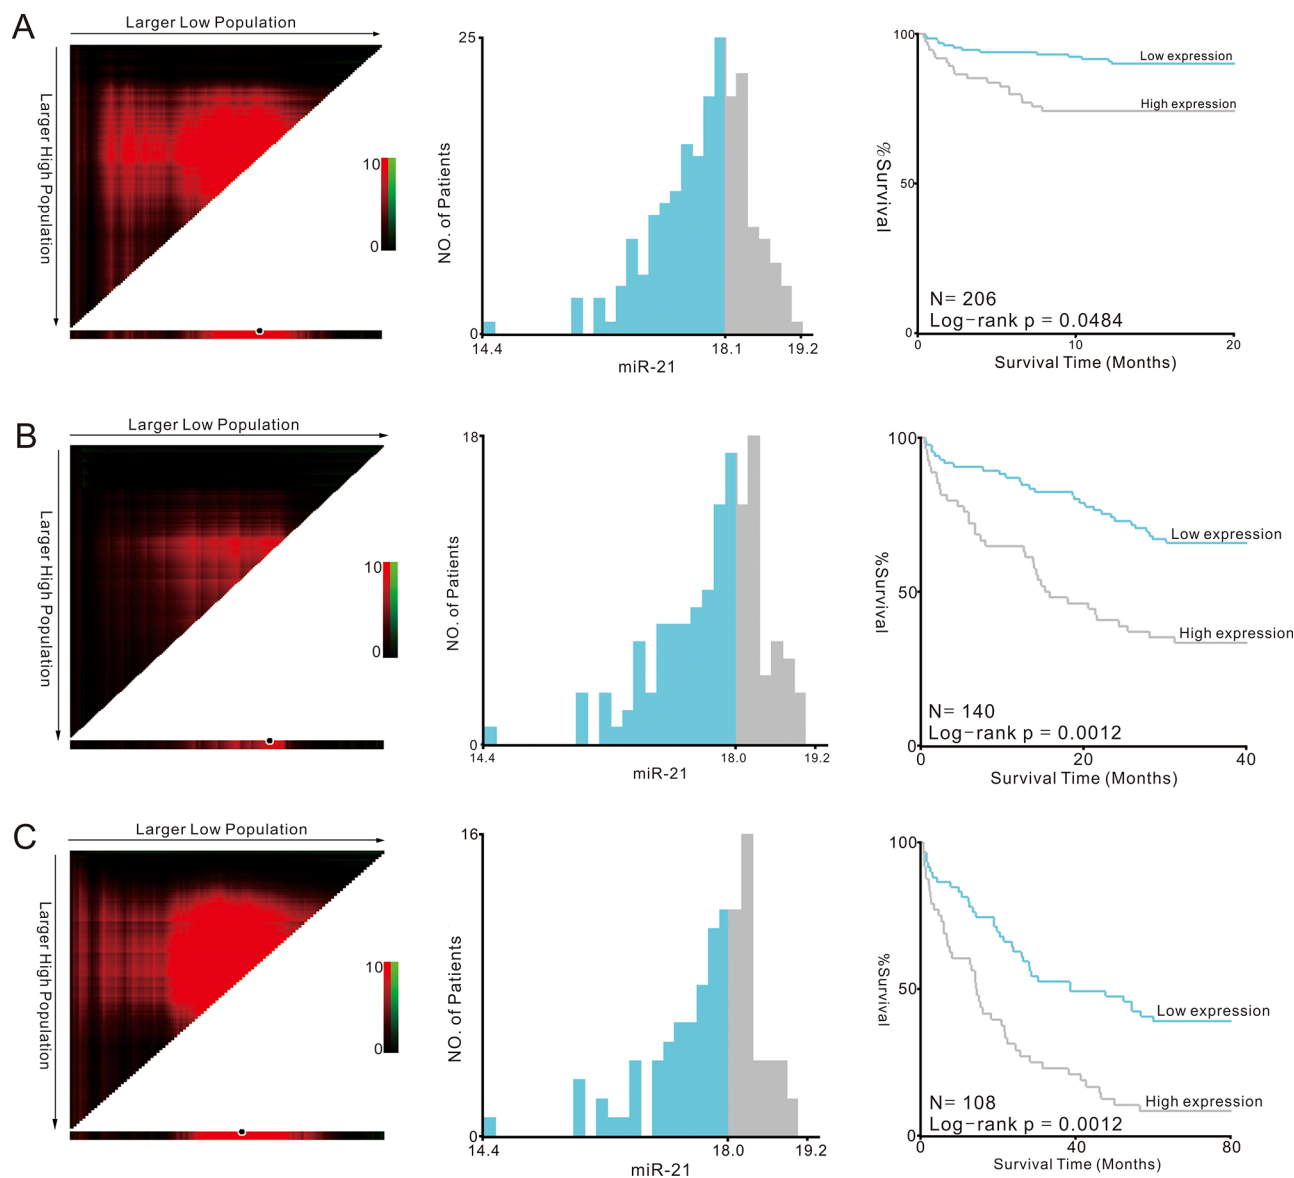 A
Larger Low Population
Larger High Population
10
0
25
0
NO. of Patients
14.4
18.1
19.2
miR-21
100
50
0
% Survival
Low expression
High expression
N= 206
Log-rank p = 0.0484
0
10
20
Survival Time (Months)
B
Larger Low Population
Larger High Population
10
0
18
0
NO. of Patients
14.4
18.0
19.2
miR-21
100
50
0
%Survival
Low expression
High expression
N= 140
Log-rank p = 0.0012
0
20
40
Survival Time (Months)
C
Larger Low Population
Larger High Population
10
0
16
0
NO. of Patients
14.4
18.0
19.2
miR-21
100
50
0
%Survival
Low expression
High expression
N= 108
Log-rank p = 0.0012
0
40
80
Survival Time (Months)